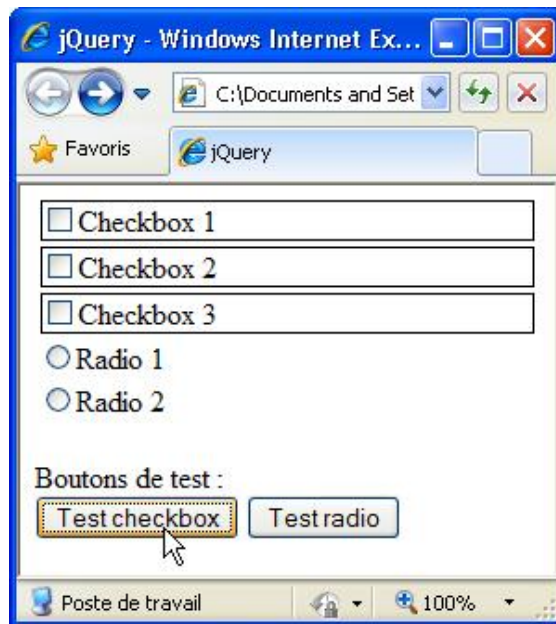 jQuery - Windows Internet Ex...
C:\Documents and Set
Favoris
jQuery
Checkbox 1
Checkbox 2
Checkbox 3
Radio 1
Radio 2
Boutons de test :
Test checkbox Test radio
Poste de travail 100%